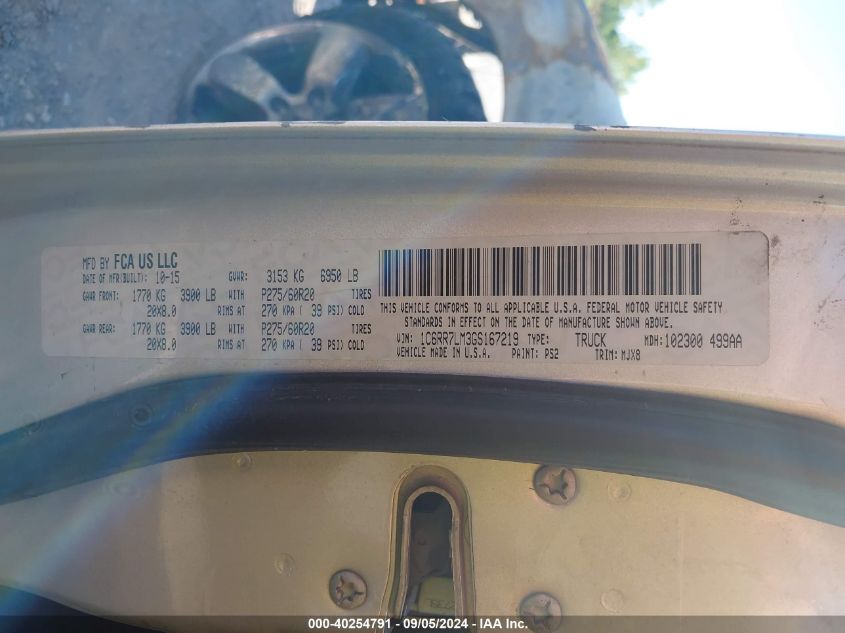 MFD BY FCA US LLC
DATE OF MFR(BUILT): 10-15 GVWR: 3153 KG 6950 LB
GAWR FRONT: 1770 KG 3900 LB WITH P275/60R20 TIRES
20X8.0 RIMS AT 270 KPA ( 39 PSI) COLD
GAWR REAR: 1770 KG 3900 LB WITH P275/60R20 TIRES
20X8.0 RIMS AT 270 KPA ( 39 PSI) COLD
THIS VEHICLE CONFORMS TO ALL APPLICABLE U.S.A. FEDERAL MOTOR VEHICLE SAFETY
STANDARDS IN EFFECT ON THE DATE OF MANUFACTURE SHOWN ABOVE.
VIN: 1C6RR7LM3GS167219 TYPE: TRUCK MDH: 102300 499AA
VEHICLE MADE IN U.S.A. PAINT: PS2 TRIM: MJX8
000-40254791 - 09/05/2024 - IAA Inc.